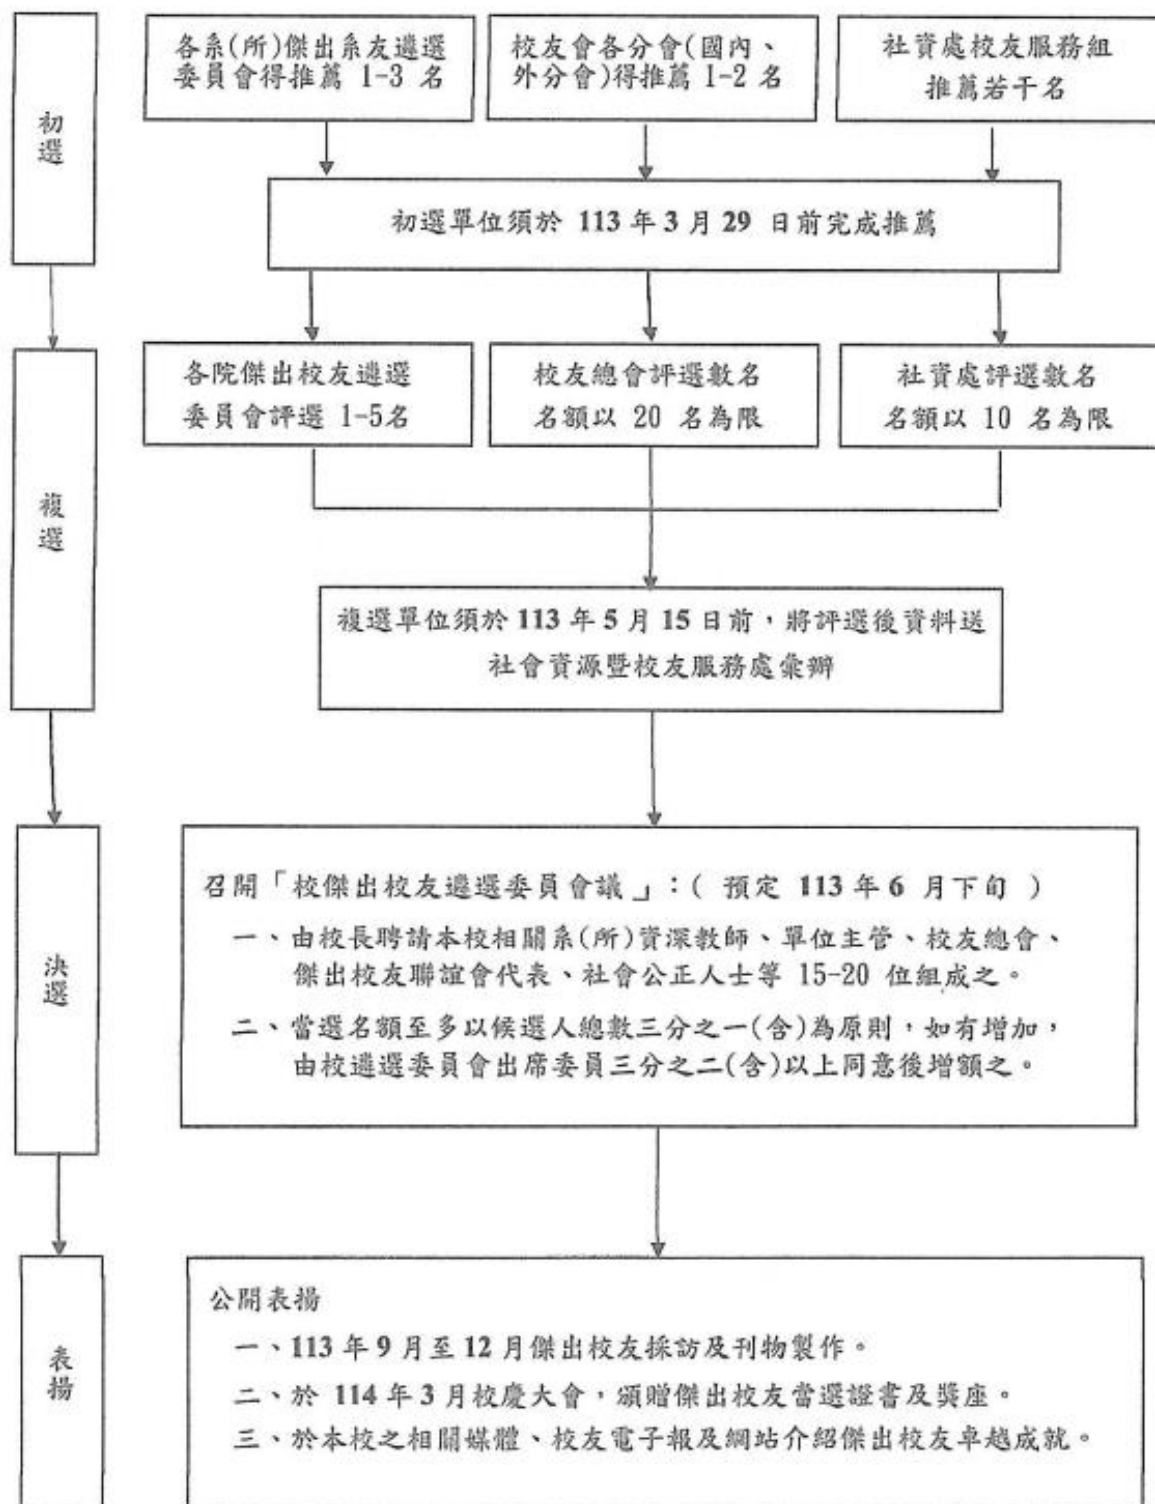 初選
各系(所)傑出系友遴選
委員會得推薦 1-3 名
校友會各分會(國內、
外分會)得推薦 1-2 名
社資處校友服務組
推薦若干名
初選單位須於 113 年 3 月 29 日前完成推薦
複選
各院傑出校友遴選
委員會評選 1-5名
校友總會評選數名
名額以 20 名為限
社資處評選數名
名額以 10 名為限
複選單位須於 113 年 5 月 15 日前，將評選後資料送
社會資源暨校友服務處彙辦
決選
召開「校傑出校友遴選委員會議」：( 預定 113 年 6 月下旬 )
一、由校長聘請本校相關系(所)資深教師、單位主管、校友總會、
傑出校友聯誼會代表、社會公正人士等 15-20 位組成之。
二、當選名額至多以候選人總數三分之一(含)為原則，如有增加，
由校遴選委員會出席委員三分之二(含)以上同意後增額之。
表揚
公開表揚
一、113 年 9 月至 12 月傑出校友採訪及刊物製作。
二、於 114 年 3 月校慶大會，頒贈傑出校友當選證書及獎座。
三、於本校之相關媒體、校友電子報及網站介紹傑出校友卓越成就。